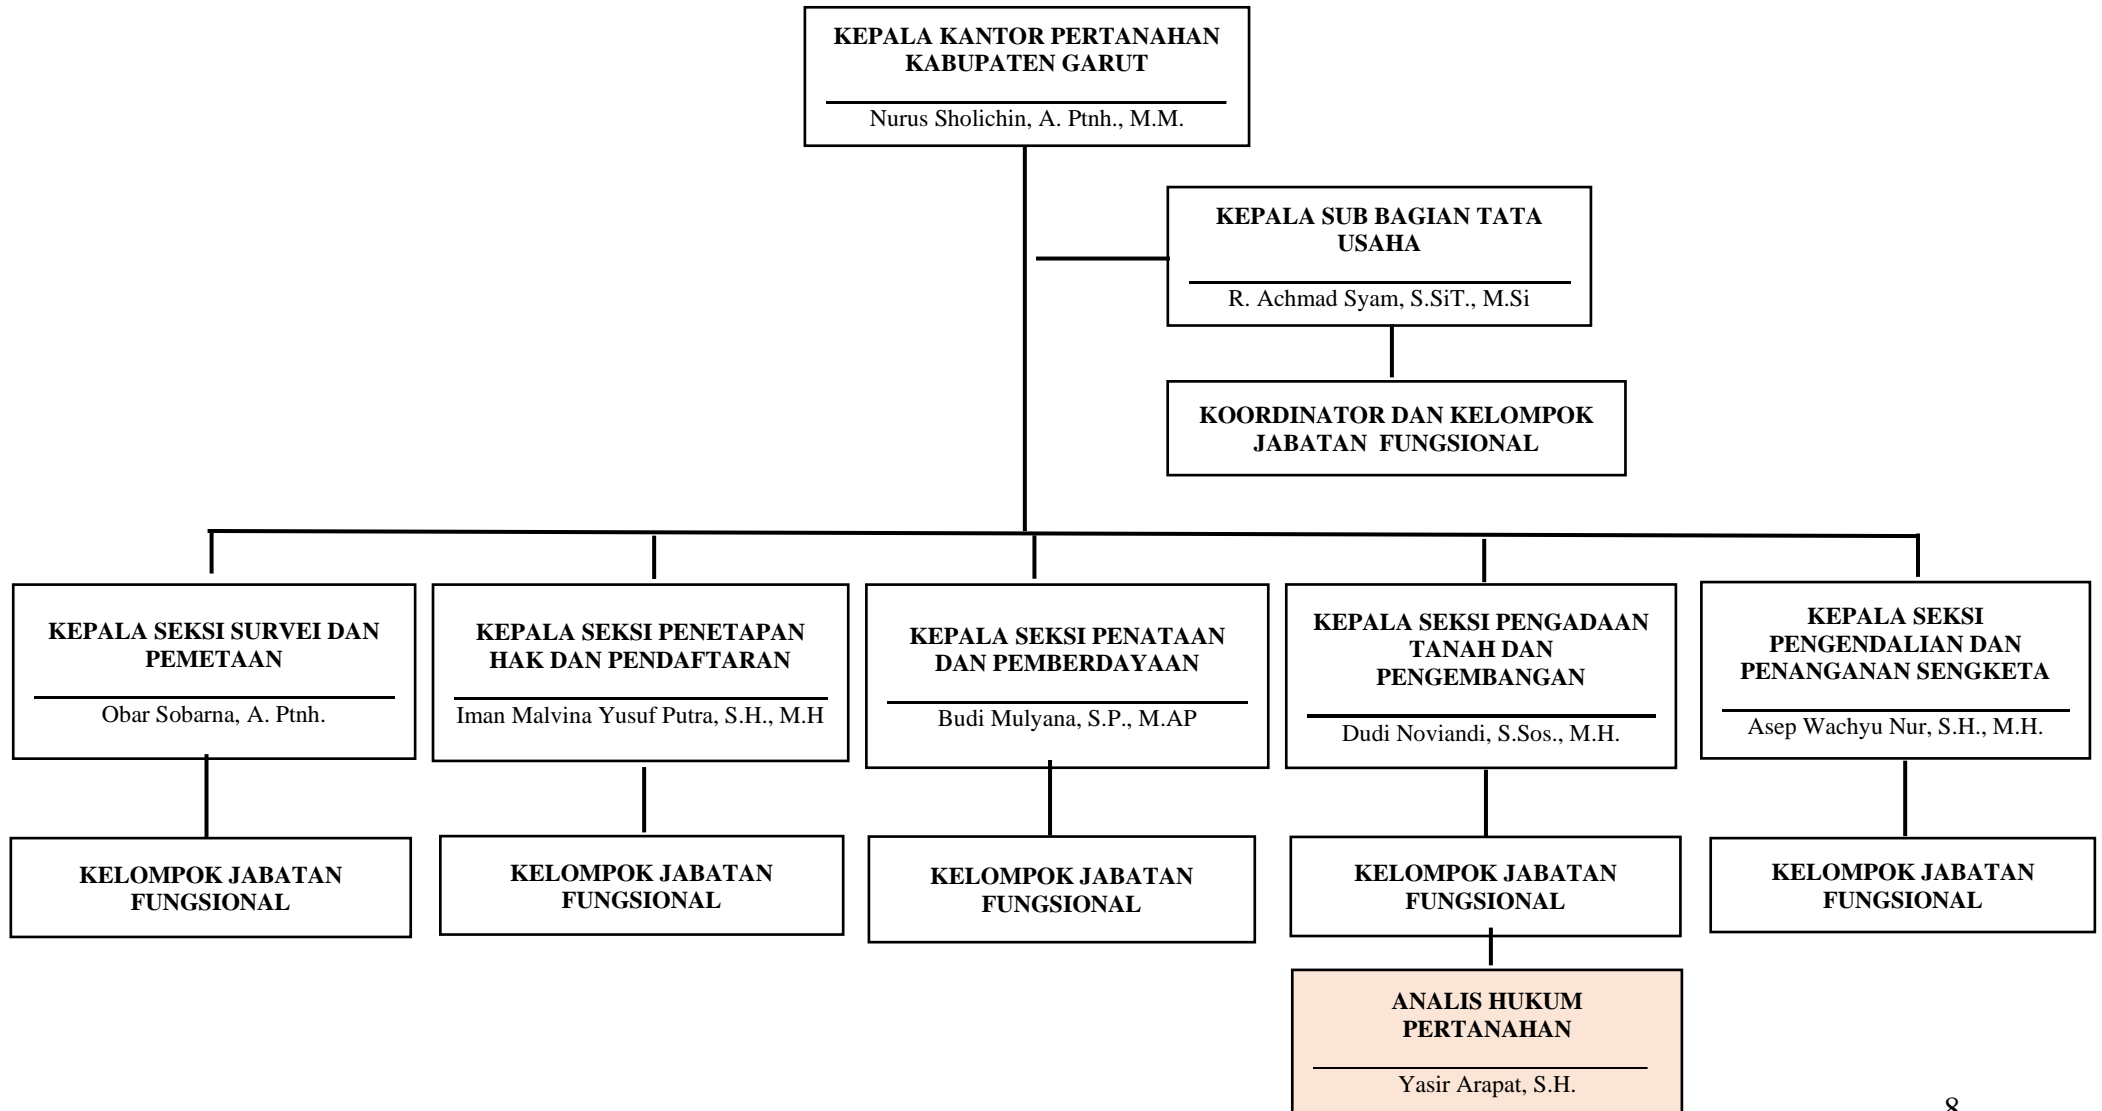 KEPALA KANTOR PERTANAHAN
KABUPATEN GARUT
Nurus Sholichin, A. Ptnh., M.M.
KEPALA SUB BAGIAN TATA
USAHA
R. Achmad Syam, S.SiT., M.Si
KOORDINATOR DAN KELOMPOK
JABATAN FUNGSIONAL
KEPALA SEKSI SURVEI DAN
PEMETAAN
Obar Sobarna, A. Ptnh.
KEPALA SEKSI PENETAPAN
HAK DAN PENDAFTARAN
Iman Malvina Yusuf Putra, S.H., M.H
KEPALA SEKSI PENATAAN
DAN PEMBERDAYAAN
Budi Mulyana, S.P., M.AP
KEPALA SEKSI PENGADAAN
TANAH DAN
PENGEMBANGAN
Dudi Noviandi, S.Sos., M.H.
KEPALA SEKSI
PENGENDALIAN DAN
PENANGANAN SENGKETA
Asep Wachyu Nur, S.H., M.H.
KELOMPOK JABATAN
FUNGSIONAL
KELOMPOK JABATAN
FUNGSIONAL
KELOMPOK JABATAN
FUNGSIONAL
KELOMPOK JABATAN
FUNGSIONAL
KELOMPOK JABATAN
FUNGSIONAL
ANALIS HUKUM
PERTANAHAN
Yasir Arapat, S.H.
8